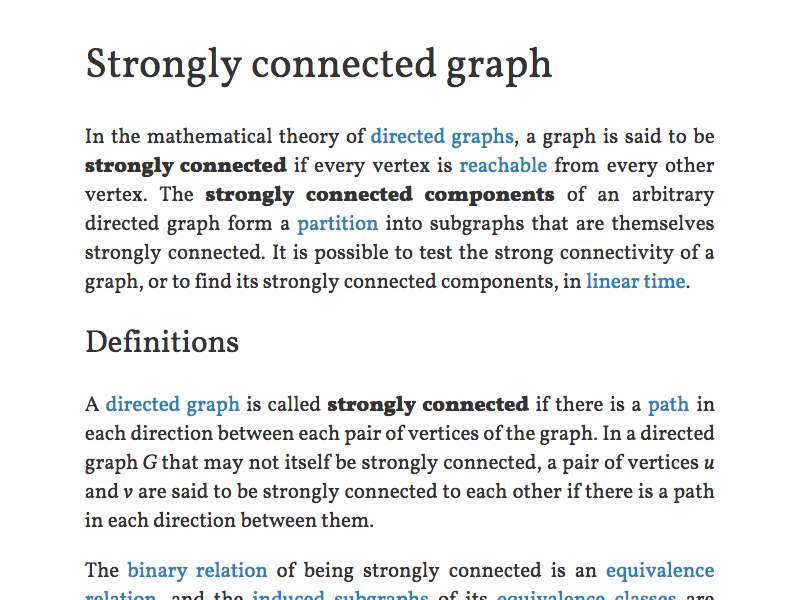 Strongly connected graph
In the mathematical theory of directed graphs, a graph is said to be
strongly connected if every vertex is reachable from every other
vertex. The strongly connected components of an arbitrary
directed graph form a partition into subgraphs that are themselves
strongly connected. It is possible to test the strong connectivity of a
graph, or to find its strongly connected components, in linear time.
Definitions
A directed graph is called strongly connected if there is a path in
each direction between each pair of vertices of the graph. In a directed
graph G that may not itself be strongly connected, a pair of vertices u
and v are said to be strongly connected to each other if there is a path
in each direction between them.
The binary relation of being strongly connected is an equivalence
relation, and the induced subgraphs of its equivalence classes are